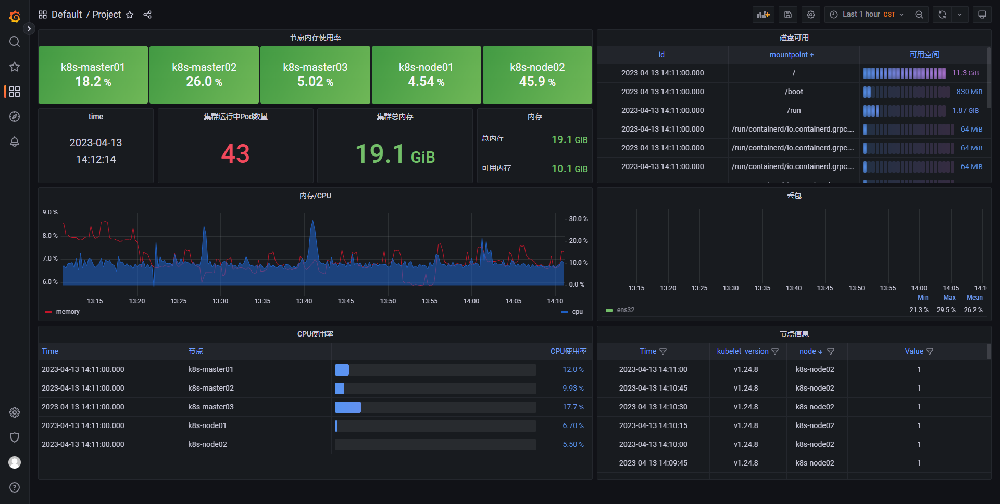 Default / Project
Last 1 hour CST
节点内存使用率
k8s-master01
18.2 %
k8s-master02
26.0 %
k8s-master03
5.02 %
k8s-node01
4.54 %
k8s-node02
45.9 %
time
2023-04-13
14:12:14
集群运行中Pod数量
43
集群总内存
19.1 GiB
内存
总内存 19.1 GiB
可用内存 10.1 GiB
磁盘可用
id mountpoint 可用空间
2023-04-13 14:11:00.000 / 11.3 GiB
2023-04-13 14:11:00.000 /boot 830 MiB
2023-04-13 14:11:00.000 /run 1.87 GiB
2023-04-13 14:11:00.000 /run/containerd/io.containerd.grpc.... 64 MiB
2023-04-13 14:11:00.000 /run/containerd/io.containerd.grpc.... 64 MiB
2023-04-13 14:11:00.000 /run/containerd/io.containerd.grpc.... 64 MiB
内存/CPU
9.0 %
8.0 %
7.0 %
6.0 %
30.0 %
20.0 %
10.0 %
0.0 %
13:15 13:20 13:25 13:30 13:35 13:40 13:45 13:50 13:55 14:00 14:05 14:10
memory cpu
丢包
13:15 13:20 13:25 13:30 13:35 13:40 13:45 13:50 13:55 14:00 14:05 14:1
Min Max Mean
ens32 21.3 % 29.5 % 26.2 %
CPU使用率
Time 节点 CPU使用率
2023-04-13 14:11:00.000 k8s-master01 12.0 %
2023-04-13 14:11:00.000 k8s-master02 9.93 %
2023-04-13 14:11:00.000 k8s-master03 17.7 %
2023-04-13 14:11:00.000 k8s-node01 6.70 %
2023-04-13 14:11:00.000 k8s-node02 5.50 %
节点信息
Time kubelet_version node Value
2023-04-13 14:11:00 v1.24.8 k8s-node02 1
2023-04-13 14:10:45 v1.24.8 k8s-node02 1
2023-04-13 14:10:30 v1.24.8 k8s-node02 1
2023-04-13 14:10:15 v1.24.8 k8s-node02 1
2023-04-13 14:10:00 v1.24.8 k8s-node02 1
2023-04-13 14:09:45 v1.24.8 k8s-node02 1